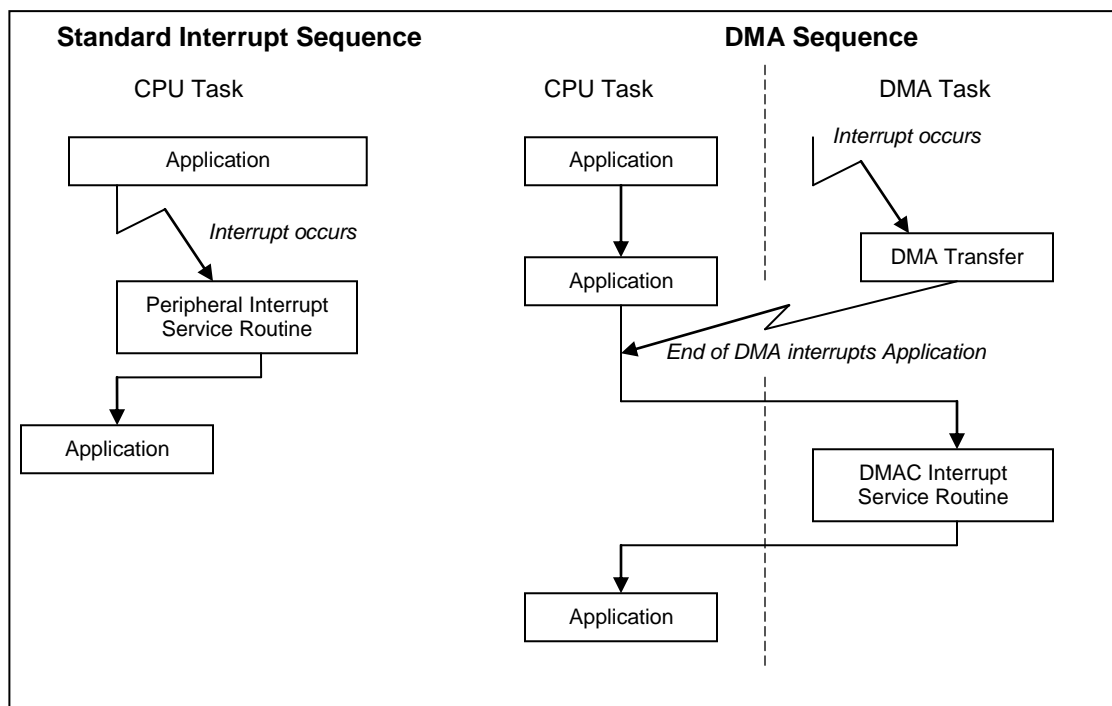 Standard Interrupt Sequence
CPU Task
Application
Interrupt occurs
Peripheral Interrupt
Service Routine
Application
DMA Sequence
CPU Task
DMA Task
Application
Interrupt occurs
Application
DMA Transfer
End of DMA interrupts Application
DMAC Interrupt
Service Routine
Application